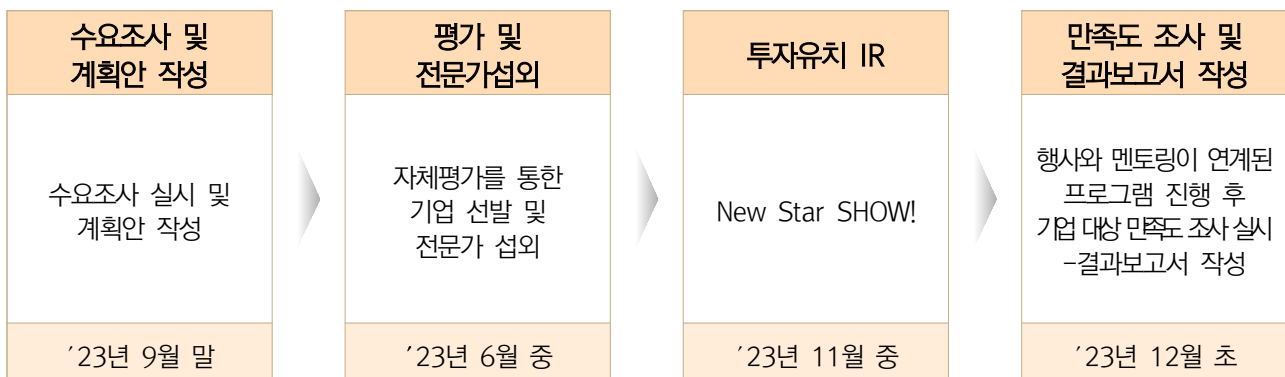 수요조사 및
계획안 작성
수요조사 실시 및
계획안 작성
'23년 9월 말
평가 및
전문가섭외
자체평가를 통한
기업 선발 및
전문가 섭외
'23년 6월 중
투자유치 IR
New Star SHOW!
'23년 11월 중
만족도 조사 및
결과보고서 작성
행사와 멘토링이 연계된
프로그램 진행 후
기업 대상 만족도 조사 실시
-결과보고서 작성
'23년 12월 초